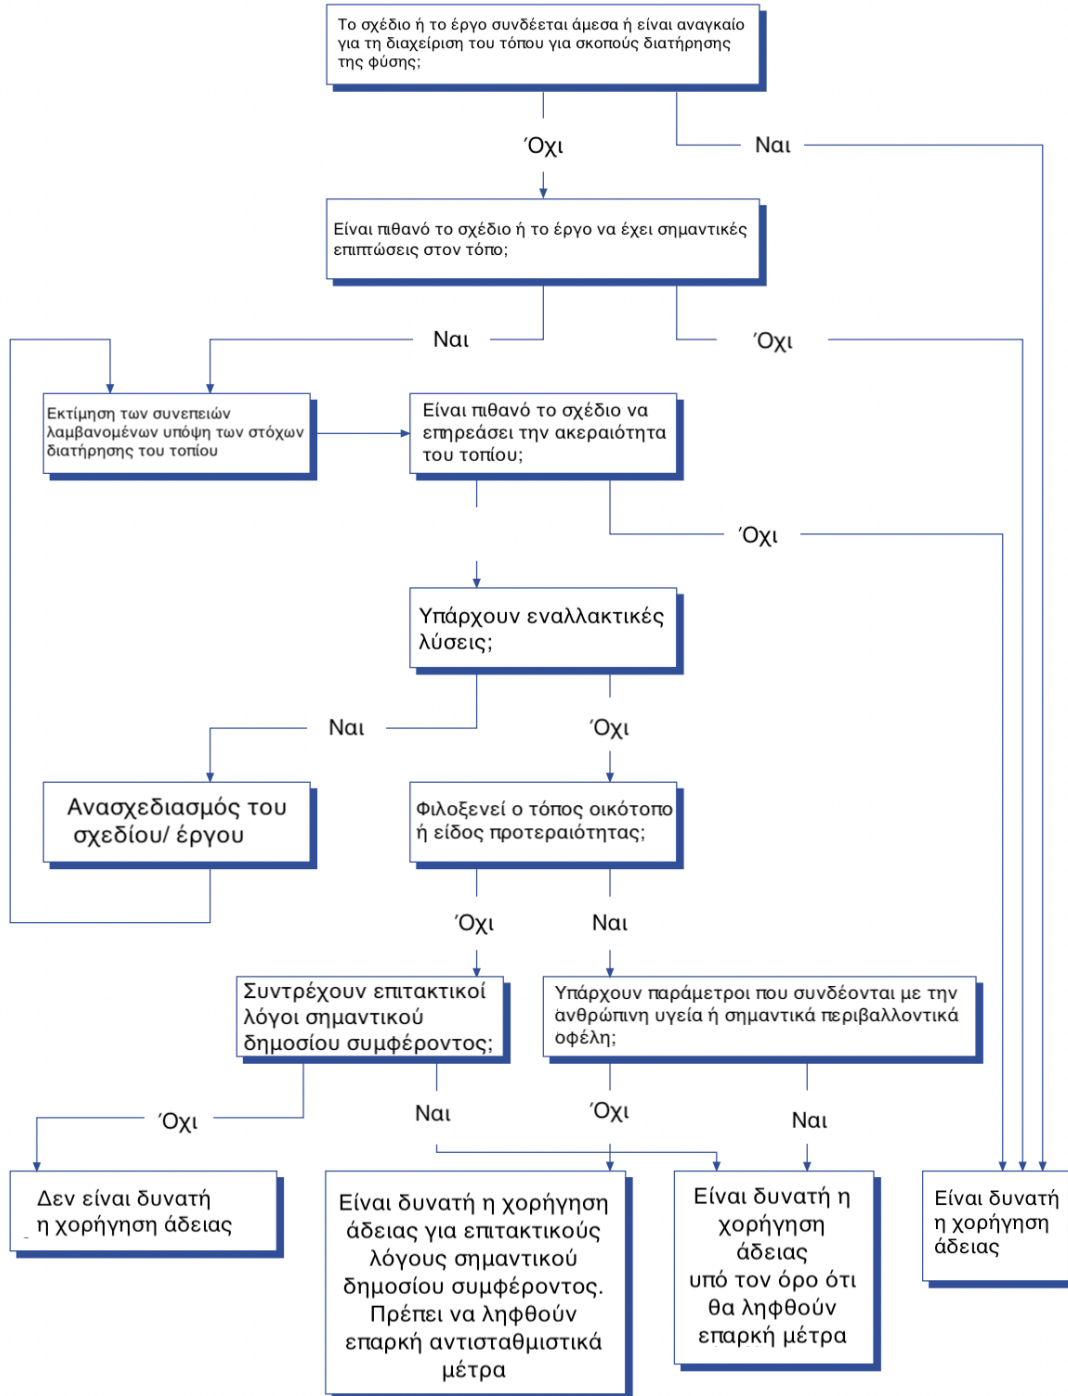 Το σχέδιο ή το έργο συνδέεται άμεσα ή είναι αναγκαίο
για τη διαχείριση του τόπου για σκοπούς διατήρησης
της φύσης;
Όχι
Ναι
Είναι πιθανό το σχέδιο ή το έργο να έχει σημαντικές
επιπτώσεις στον τόπο;
Ναι
Όχι
Εκτίμηση των συνεπειών
λαμβανομένων υπόψη των στόχων
διατήρησης του τοπίου
Είναι πιθανό το σχέδιο να
επηρεάσει την ακεραιότητα
του τοπίου;
Όχι
Υπάρχουν εναλλακτικές
λύσεις;
Ναι
Όχι
Ανασχεδιασμός του
σχεδίου/ έργου
Φιλοξενεί ο τόπος οικότοπο
ή είδος προτεραιότητας;
Όχι
Ναι
Συντρέχουν επιτακτικοί
λόγοι σημαντικού
δημοσίου συμφέροντος;
Υπάρχουν παράμετροι που συνδέονται με την
ανθρώπινη υγεία ή σημαντικά περιβαλλοντικά
οφέλη;
Όχι
Ναι
Όχι
Ναι
Δεν είναι δυνατή
η χορήγηση άδειας
Είναι δυνατή η χορήγηση
άδειας για επιτακτικούς
λόγους σημαντικού
δημοσίου συμφέροντος.
Πρέπει να ληφθούν
επαρκή αντισταθμιστικά
μέτρα
Είναι δυνατή η
χορήγηση
άδειας
υπό τον όρο ότι
θα ληφθούν
επαρκή μέτρα
Είναι δυνατή
η χορήγηση
άδειας